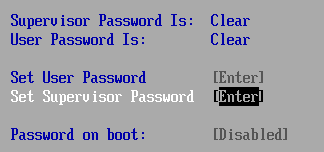 Supervisor Password Is: Clear
User Password Is: Clear
Set User Password [Enter]
Set Supervisor Password [Enter]
Password on boot: [Disabled]